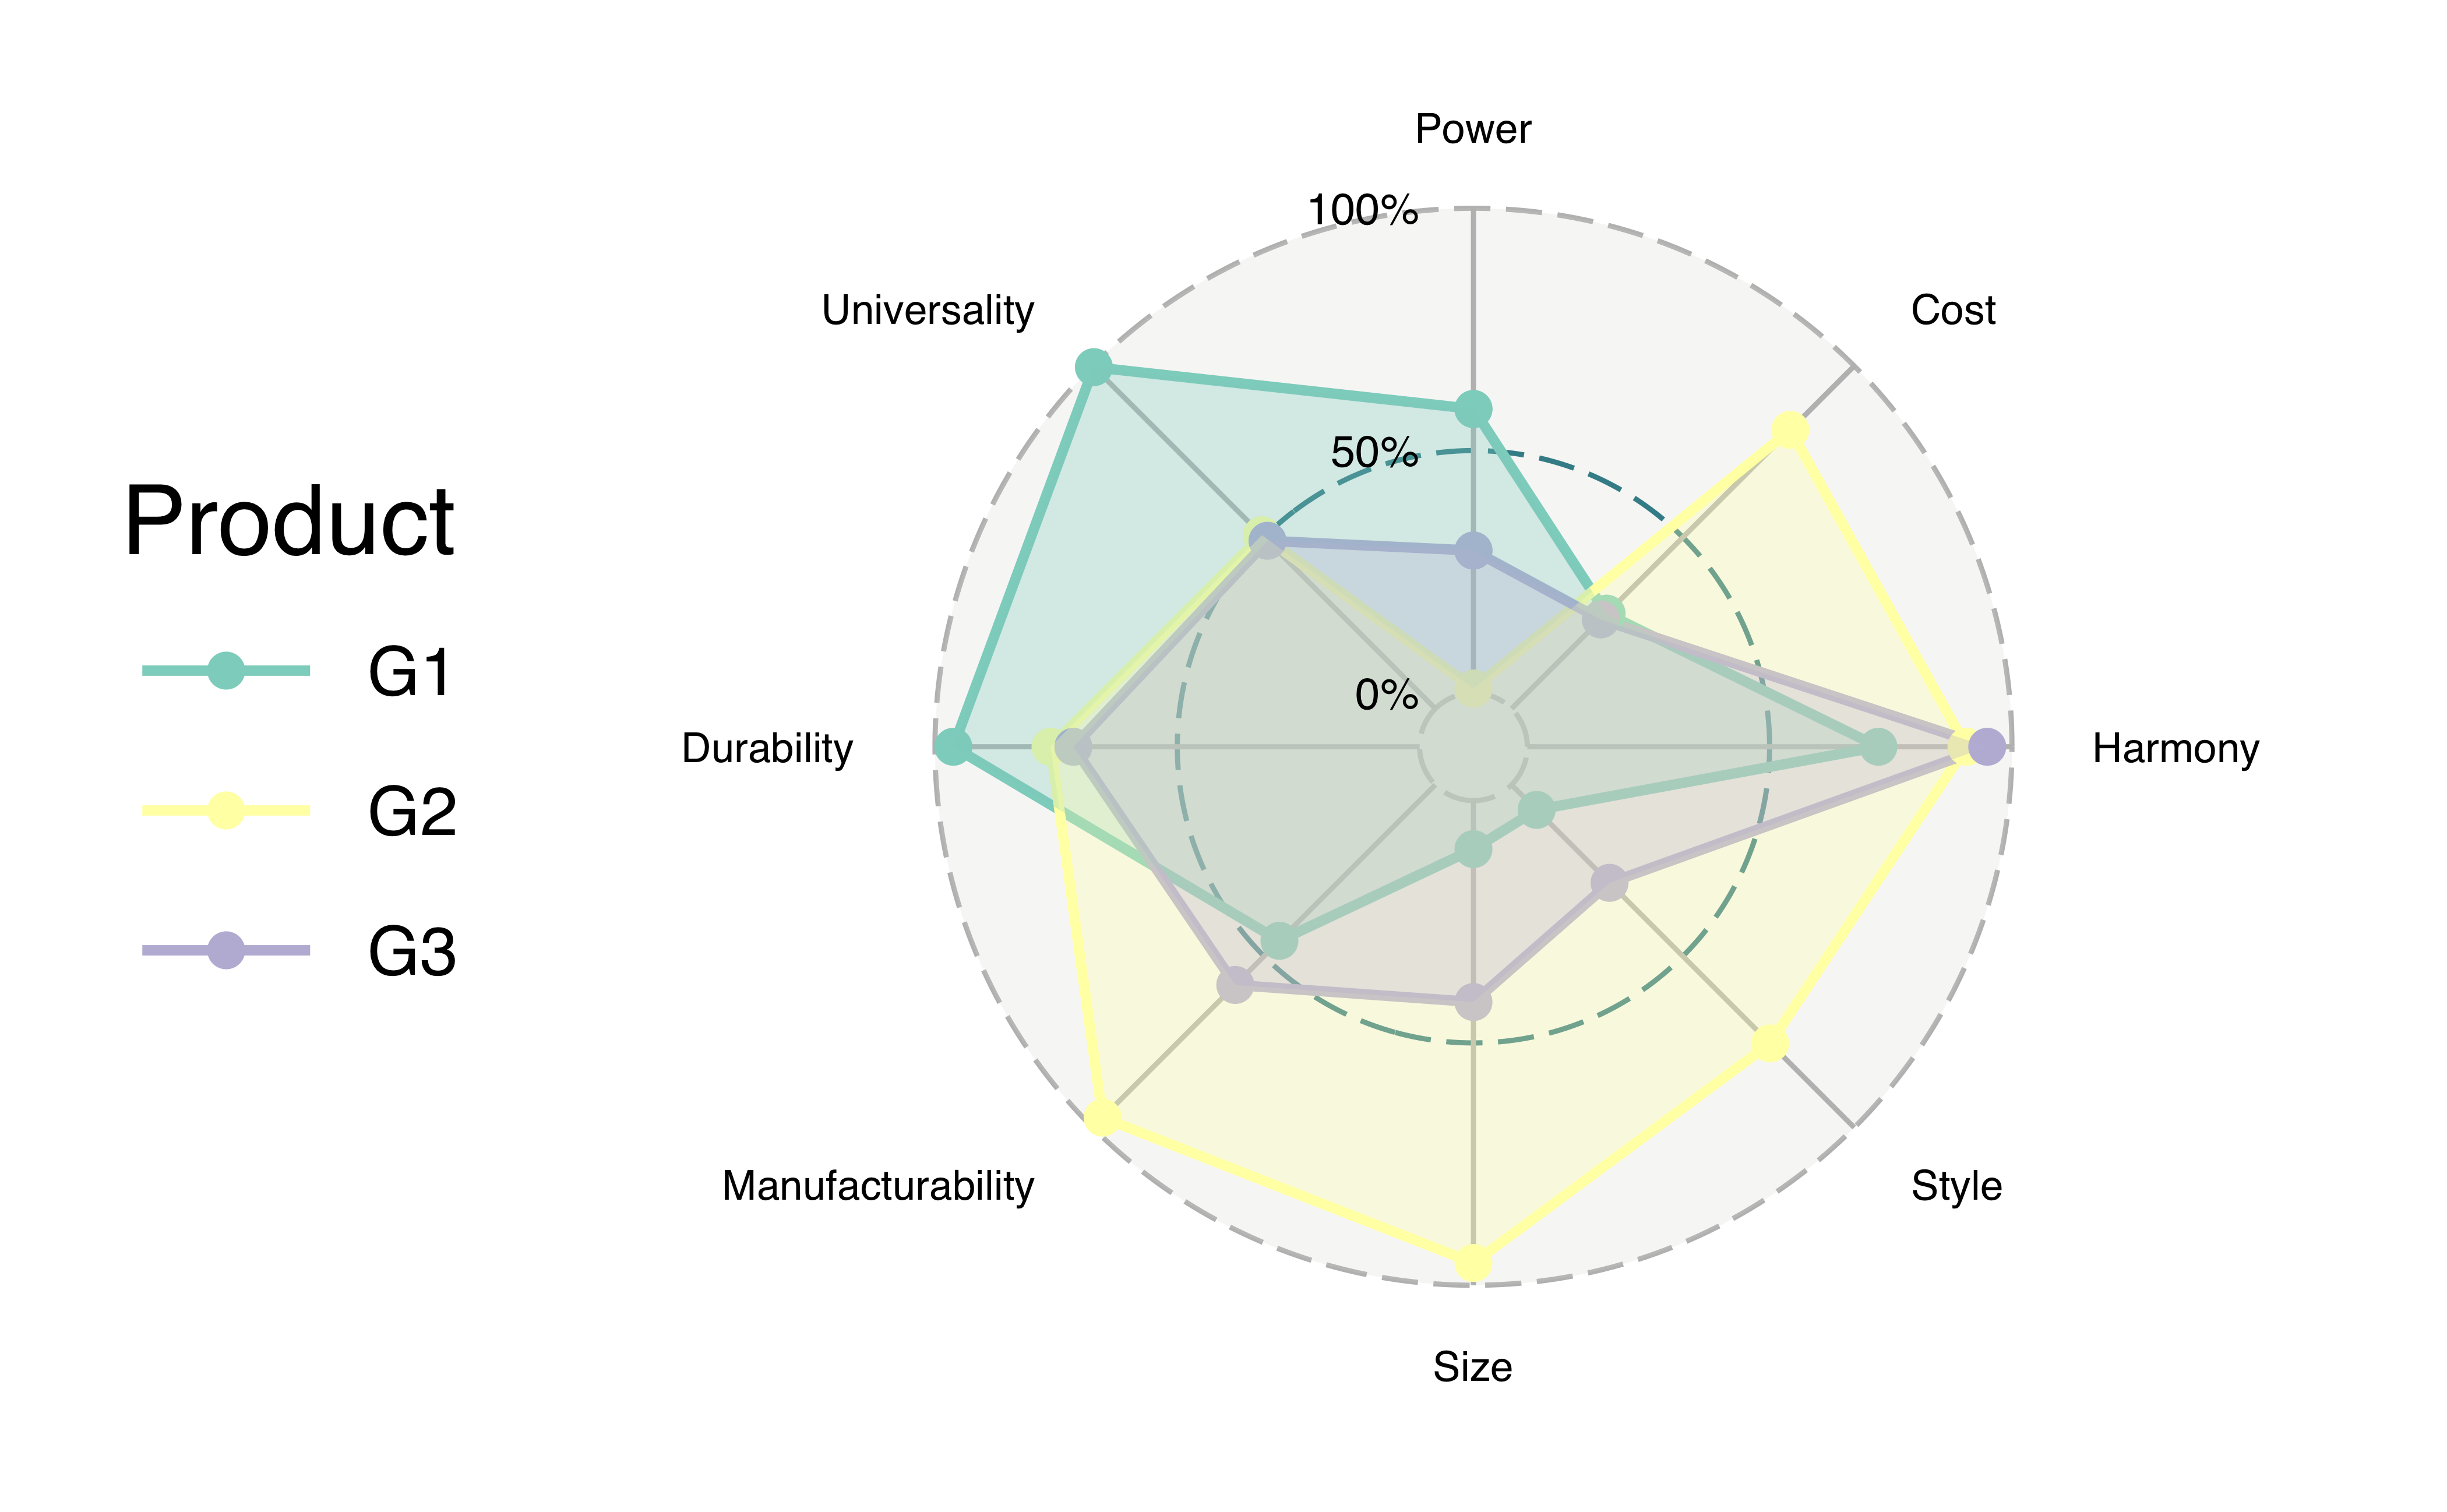 Product
G1
G2
G3
Power
100%
Universality
Cost
50%
0%
Durability
Harmony
Manufacturability
Style
Size